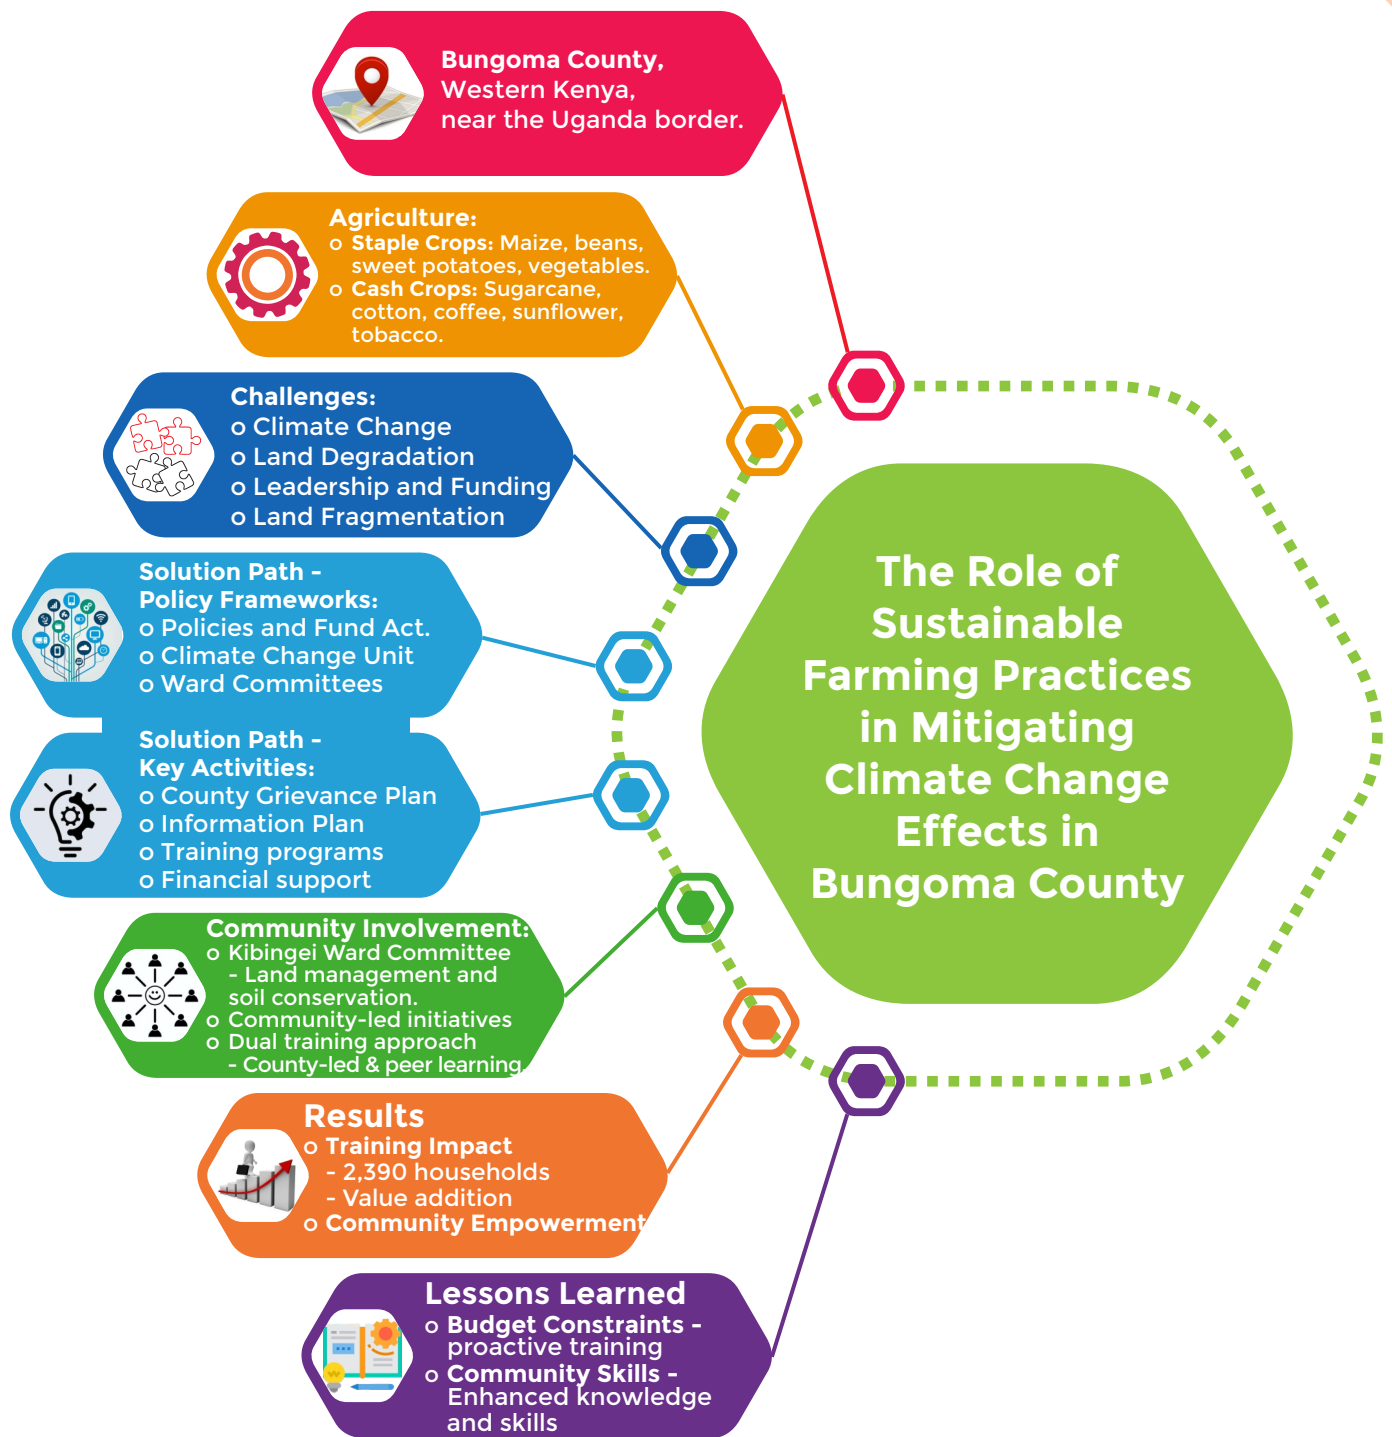 Bungoma County,
Western Kenya,
near the Uganda border.
Agriculture:
o Staple Crops: Maize, beans,
sweet potatoes, vegetables.
o Cash Crops: Sugarcane,
cotton, coffee, sunflower,
tobacco.
Challenges:
o Climate Change
o Land Degradation
o Leadership and Funding
o Land Fragmentation
Solution Path -
Policy Frameworks:
o Policies and Fund Act.
o Climate Change Unit
o Ward Committees
Solution Path -
Key Activities:
o County Grievance Plan
o Information Plan
o Training programs
o Financial support
Community Involvement:
o Kibingei Ward Committee
- Land management and
soil conservation.
o Community-led initiatives
o Dual training approach
- County-led & peer learning.
Results
o Training Impact
- 2,390 households
- Value addition
o Community Empowerment
Lessons Learned
o Budget Constraints -
proactive training
o Community Skills -
Enhanced knowledge
and skills
The Role of
Sustainable
Farming Practices
in Mitigating
Climate Change
Effects in
Bungoma County